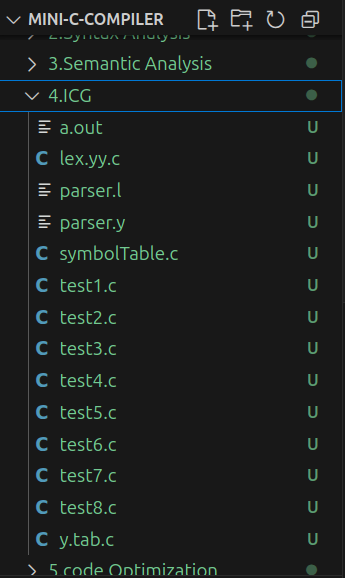 MINI-C-COMPILER
2.Syntax Analysis
3.Semantic Analysis
4.ICG
a.out U
C lex.yy.c U
parser.l U
parser.y U
C symbolTable.c U
C test1.c U
C test2.c U
C test3.c U
C test4.c U
C test5.c U
C test6.c U
C test7.c U
C test8.c U
C y.tab.c U
5.code Optimization